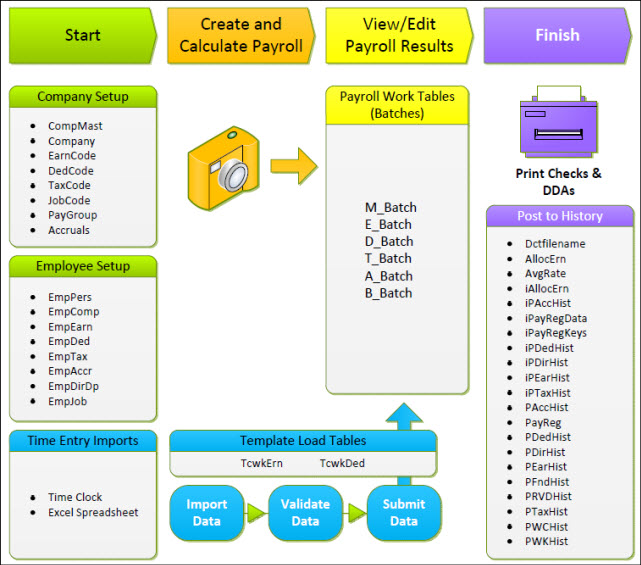 Start
Create and
Calculate Payroll
View/Edit
Payroll Results
Finish
Company Setup
CompMast
Company
EarnCode
DedCode
TaxCode
JobCode
PayGroup
Accruals
Employee Setup
EmpPers
EmpComp
EmpEarn
EmpDed
EmpTax
EmpAccr
EmpDirDp
EmpJob
Time Entry Imports
Time Clock
Excel Spreadsheet
Payroll Work Tables
(Batches)
M_Batch
E_Batch
D_Batch
T_Batch
A_Batch
B_Batch
Template Load Tables
TcwkErn TcwkDed
Import
Data
Validate
Data
Submit
Data
Print Checks &
DDAs
Post to History
Dctfilename
AllocErn
AvgRate
iAllocErn
iPAccHist
iPayRegData
iPayRegKeys
iPDedHist
iPDirHist
iPEarHist
iPTaxHist
PAccHist
PayReg
PDedHist
PDirHist
PEarHist
PFndHist
PRVDHist
PTaxHist
PWCHist
PWKHist